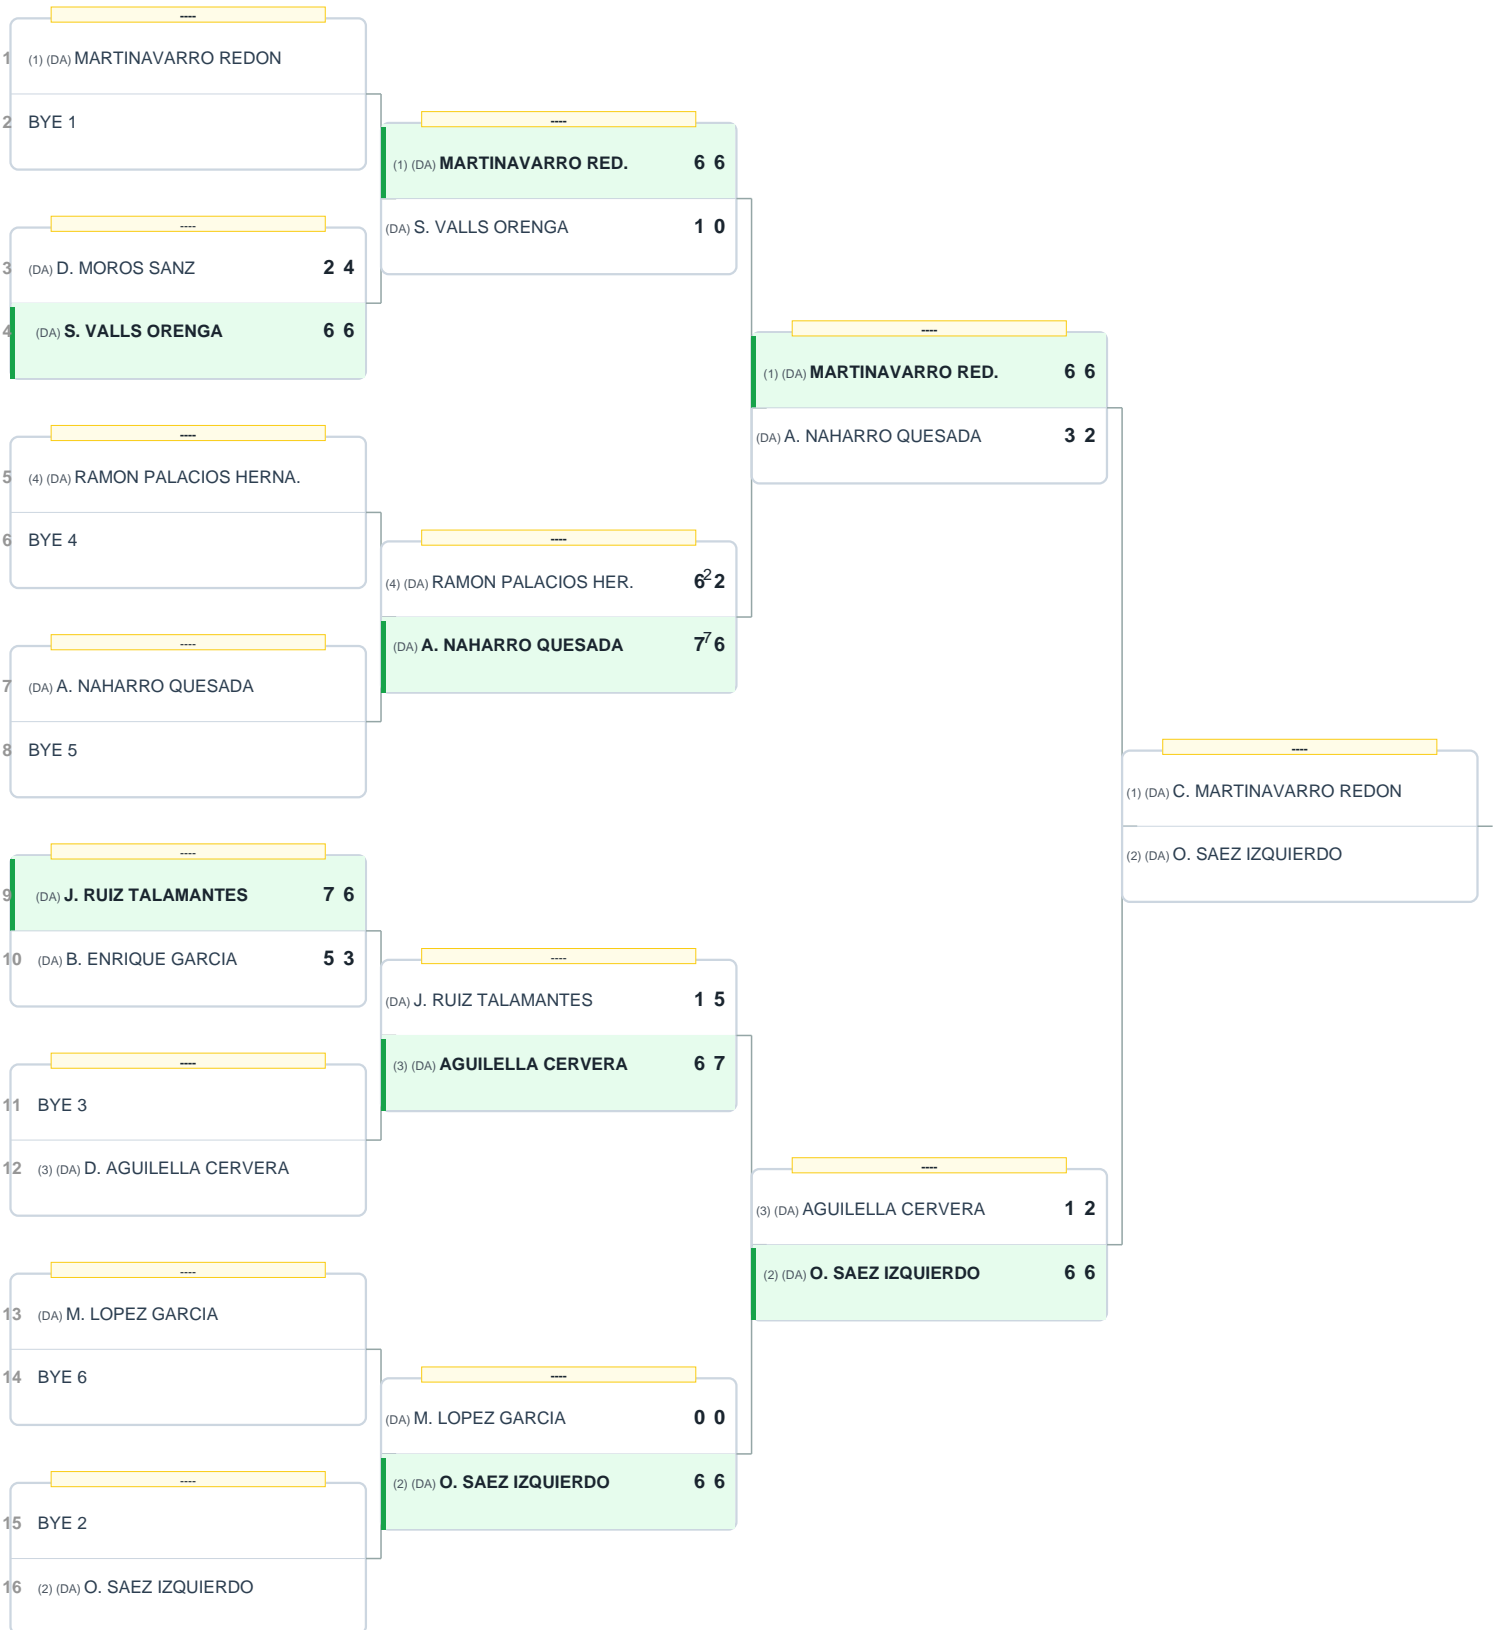 ----
1 (1) (DA) MARTINAVARRO REDON
2 BYE 1
----
3 (DA) D. MOROS SANZ 2 4
4 (DA) S. VALLS ORENGA 6 6
----
5 (4) (DA) RAMON PALACIOS HERNA.
6 BYE 4
----
7 (DA) A. NAHARRO QUESADA
8 BYE 5
----
9 (DA) J. RUIZ TALAMANTES 7 6
10 (DA) B. ENRIQUE GARCIA 5 3
----
11 BYE 3
12 (3) (DA) D. AGUILELLA CERVERA
----
13 (DA) M. LOPEZ GARCIA
14 BYE 6
----
15 BYE 2
16 (2) (DA) O. SAEZ IZQUIERDO
----
(1) (DA) MARTINAVARRO RED. 6 6
(DA) S. VALLS ORENGA 1 0
----
(4) (DA) RAMON PALACIOS HER. 6² 2
(DA) A. NAHARRO QUESADA 7⁷ 6
----
(DA) J. RUIZ TALAMANTES 1 5
(3) (DA) AGUILELLA CERVERA 6 7
----
(DA) M. LOPEZ GARCIA 0 0
(2) (DA) O. SAEZ IZQUIERDO 6 6
----
(1) (DA) MARTINAVARRO RED. 6 6
(DA) A. NAHARRO QUESADA 3 2
----
(3) (DA) AGUILELLA CERVERA 1 2
(2) (DA) O. SAEZ IZQUIERDO 6 6
----
(1) (DA) C. MARTINAVARRO REDON
(2) (DA) O. SAEZ IZQUIERDO